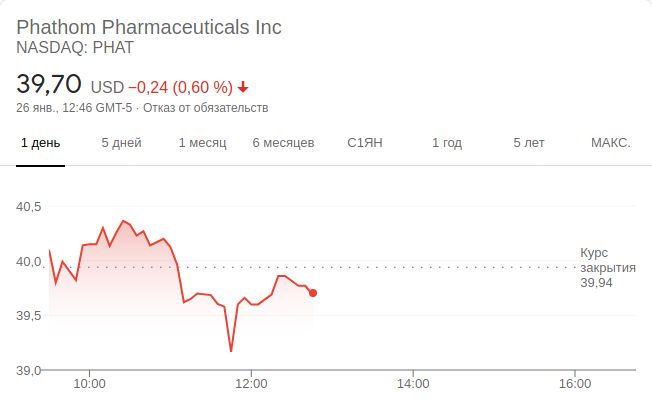 Phathom Pharmaceuticals Inc
NASDAQ: PHAT
39,70 USD −0,24 (0,60 %)
26 янв., 12:46 GMT-5 · Отказ от обязательств
1 день 5 дней 1 месяц 6 месяцев С1ЯН 1 год 5 лет МАКС.
40,5
40,0
39,5
39,0
Курс
закрытия
39,94
10:00 12:00 14:00 16:00